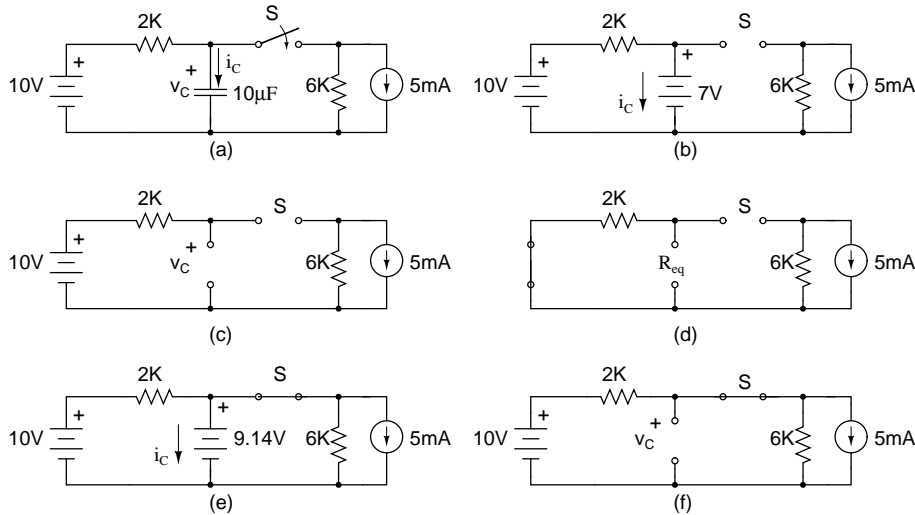 2K
S
10V
+
i_C
+
v_C
10μF
6K
5mA
(a)
2K
S
10V
+
+
i_C
7V
6K
5mA
(b)
2K
S
10V
+
+
v_C
6K
5mA
(c)
2K
S
R_eq
6K
5mA
(d)
2K
S
10V
+
+
i_C
9.14V
6K
5mA
(e)
2K
S
10V
+
+
v_C
6K
5mA
(f)